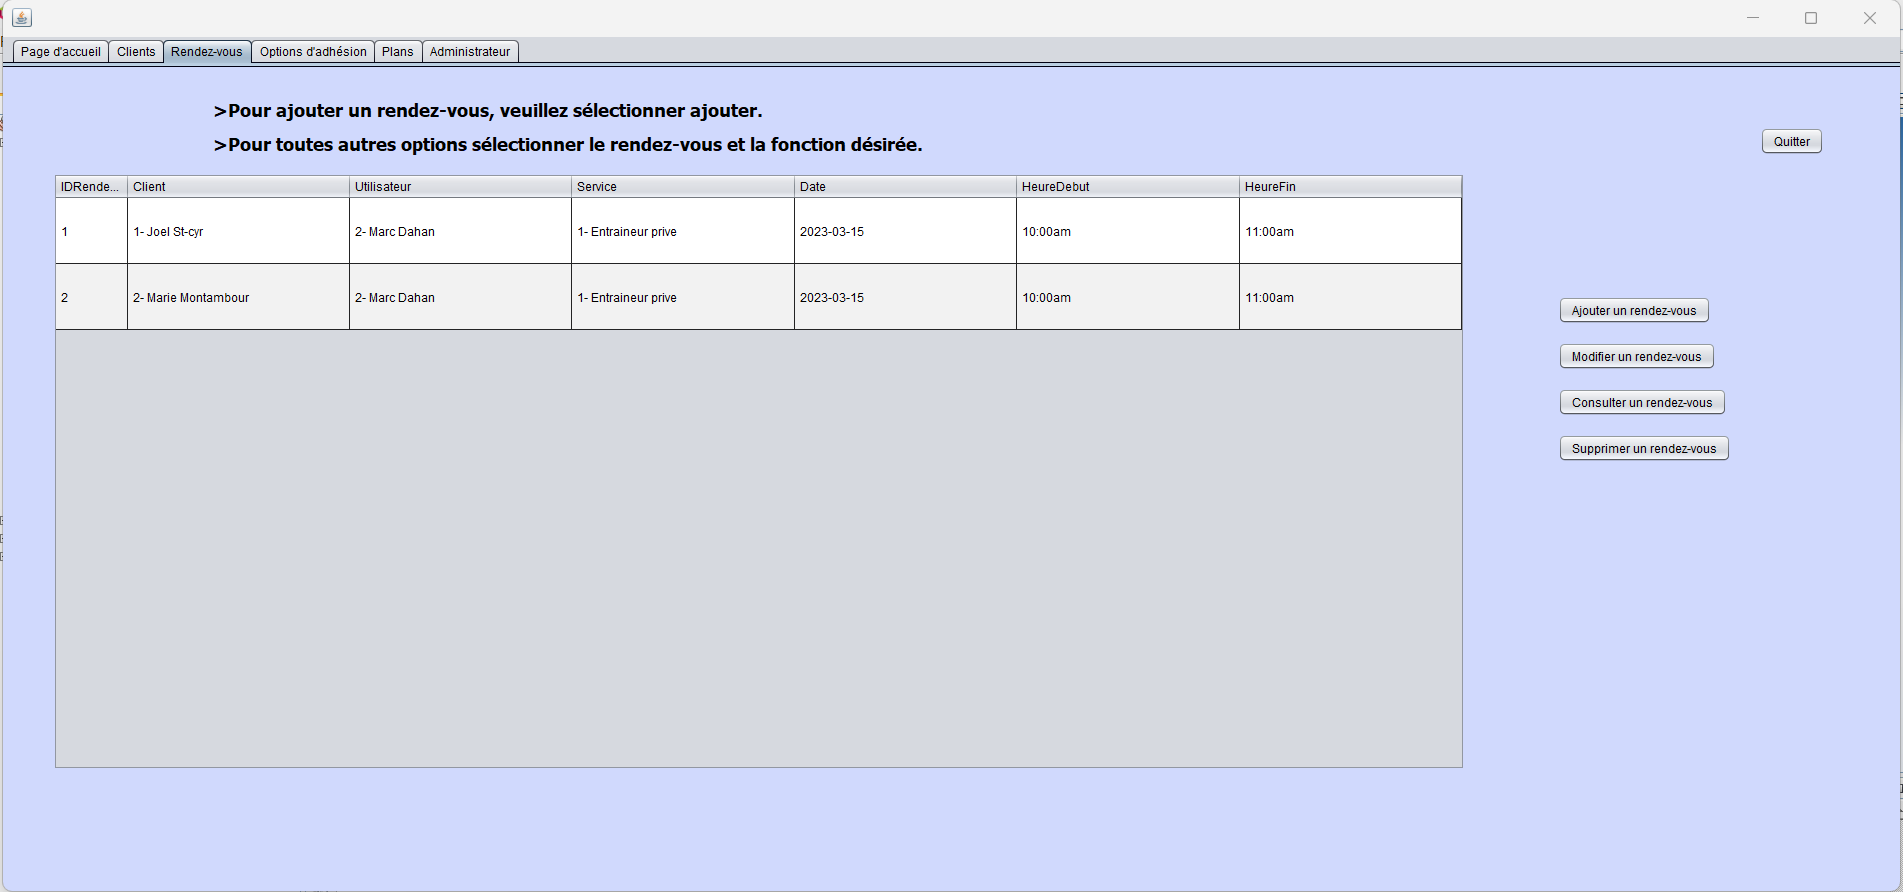 Page d'accueil Clients Rendez-vous Options d'adhésion Plans Administrateur
>Pour ajouter un rendez-vous, veuillez sélectionner ajouter.
>Pour toutes autres options sélectionner le rendez-vous et la fonction désirée.
Quitter
IDRende... Client Utilisateur Service Date HeureDebut HeureFin
1 1- Joel St-cyr 2- Marc Dahan 1- Entraineur prive 2023-03-15 10:00am 11:00am
2 2- Marie Montambour 2- Marc Dahan 1- Entraineur prive 2023-03-15 10:00am 11:00am
Ajouter un rendez-vous
Modifier un rendez-vous
Consulter un rendez-vous
Supprimer un rendez-vous